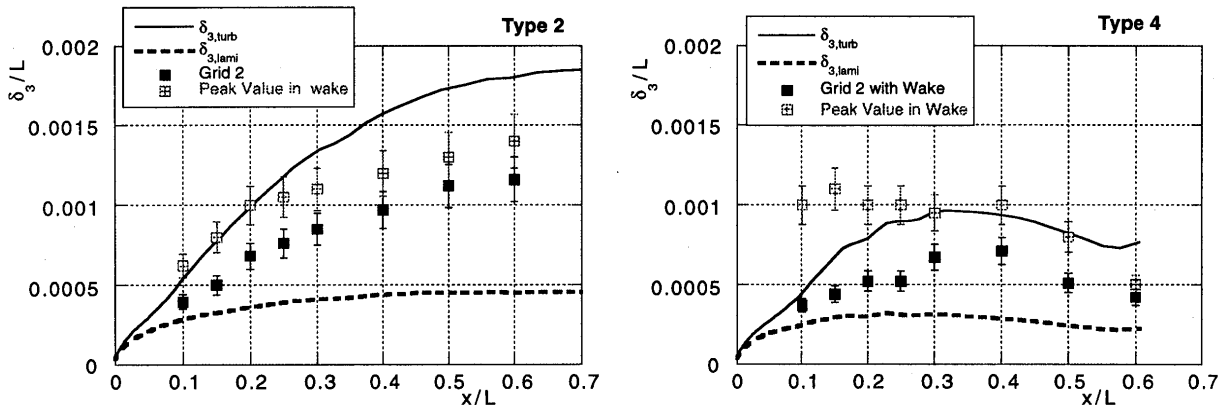 Type 2
δ3,turb
δ3,lami
Grid 2
Peak Value in wake
δ3/L
0.002
0.0015
0.001
0.0005
0
0 0.1 0.2 0.3 0.4 0.5 0.6 0.7
x/L
Type 4
δ3,turb
δ3,lami
Grid 2 with Wake
Peak Value in Wake
δ3/L
0.002
0.0015
0.001
0.0005
0
0 0.1 0.2 0.3 0.4 0.5 0.6 0.7
x/L